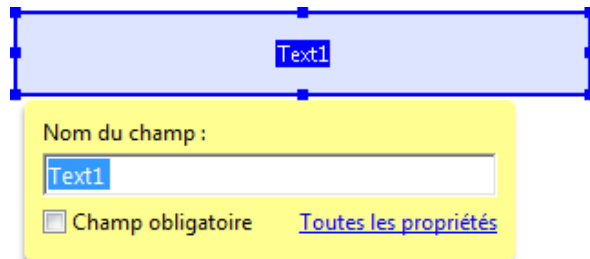 Text1
Nom du champ :
Text1
Champ obligatoire Toutes les propriétés